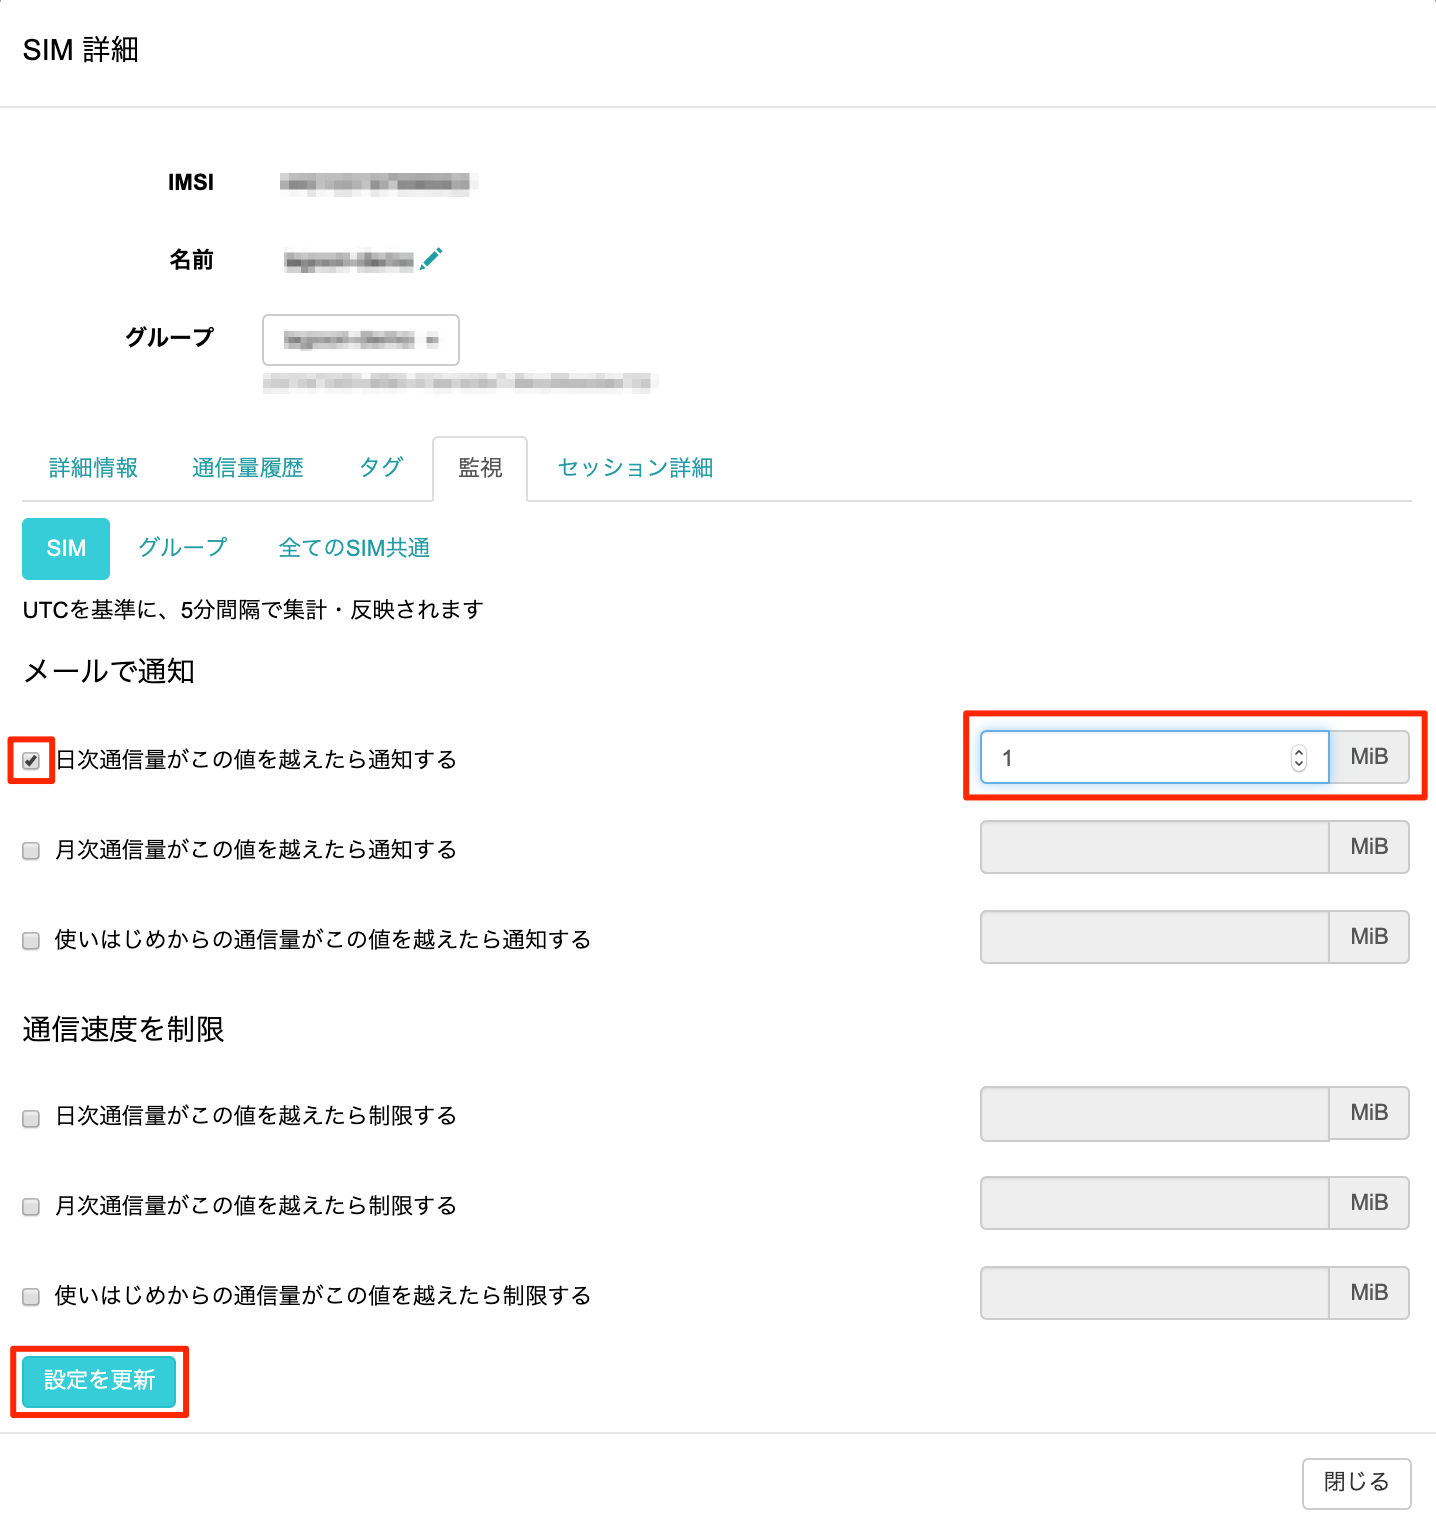 SIM 詳細
IMSI
名前
グループ
詳細情報 通信量履歴 タグ 監視 セッション詳細
SIM グループ 全てのSIM共通
UTCを基準に、5分間隔で集計・反映されます
メールで通知
日次通信量がこの値を越えたら通知する 1 MiB
月次通信量がこの値を越えたら通知する MiB
使いはじめからの通信量がこの値を越えたら通知する MiB
通信速度を制限
日次通信量がこの値を越えたら制限する MiB
月次通信量がこの値を越えたら制限する MiB
使いはじめからの通信量がこの値を越えたら制限する MiB
設定を更新
閉じる